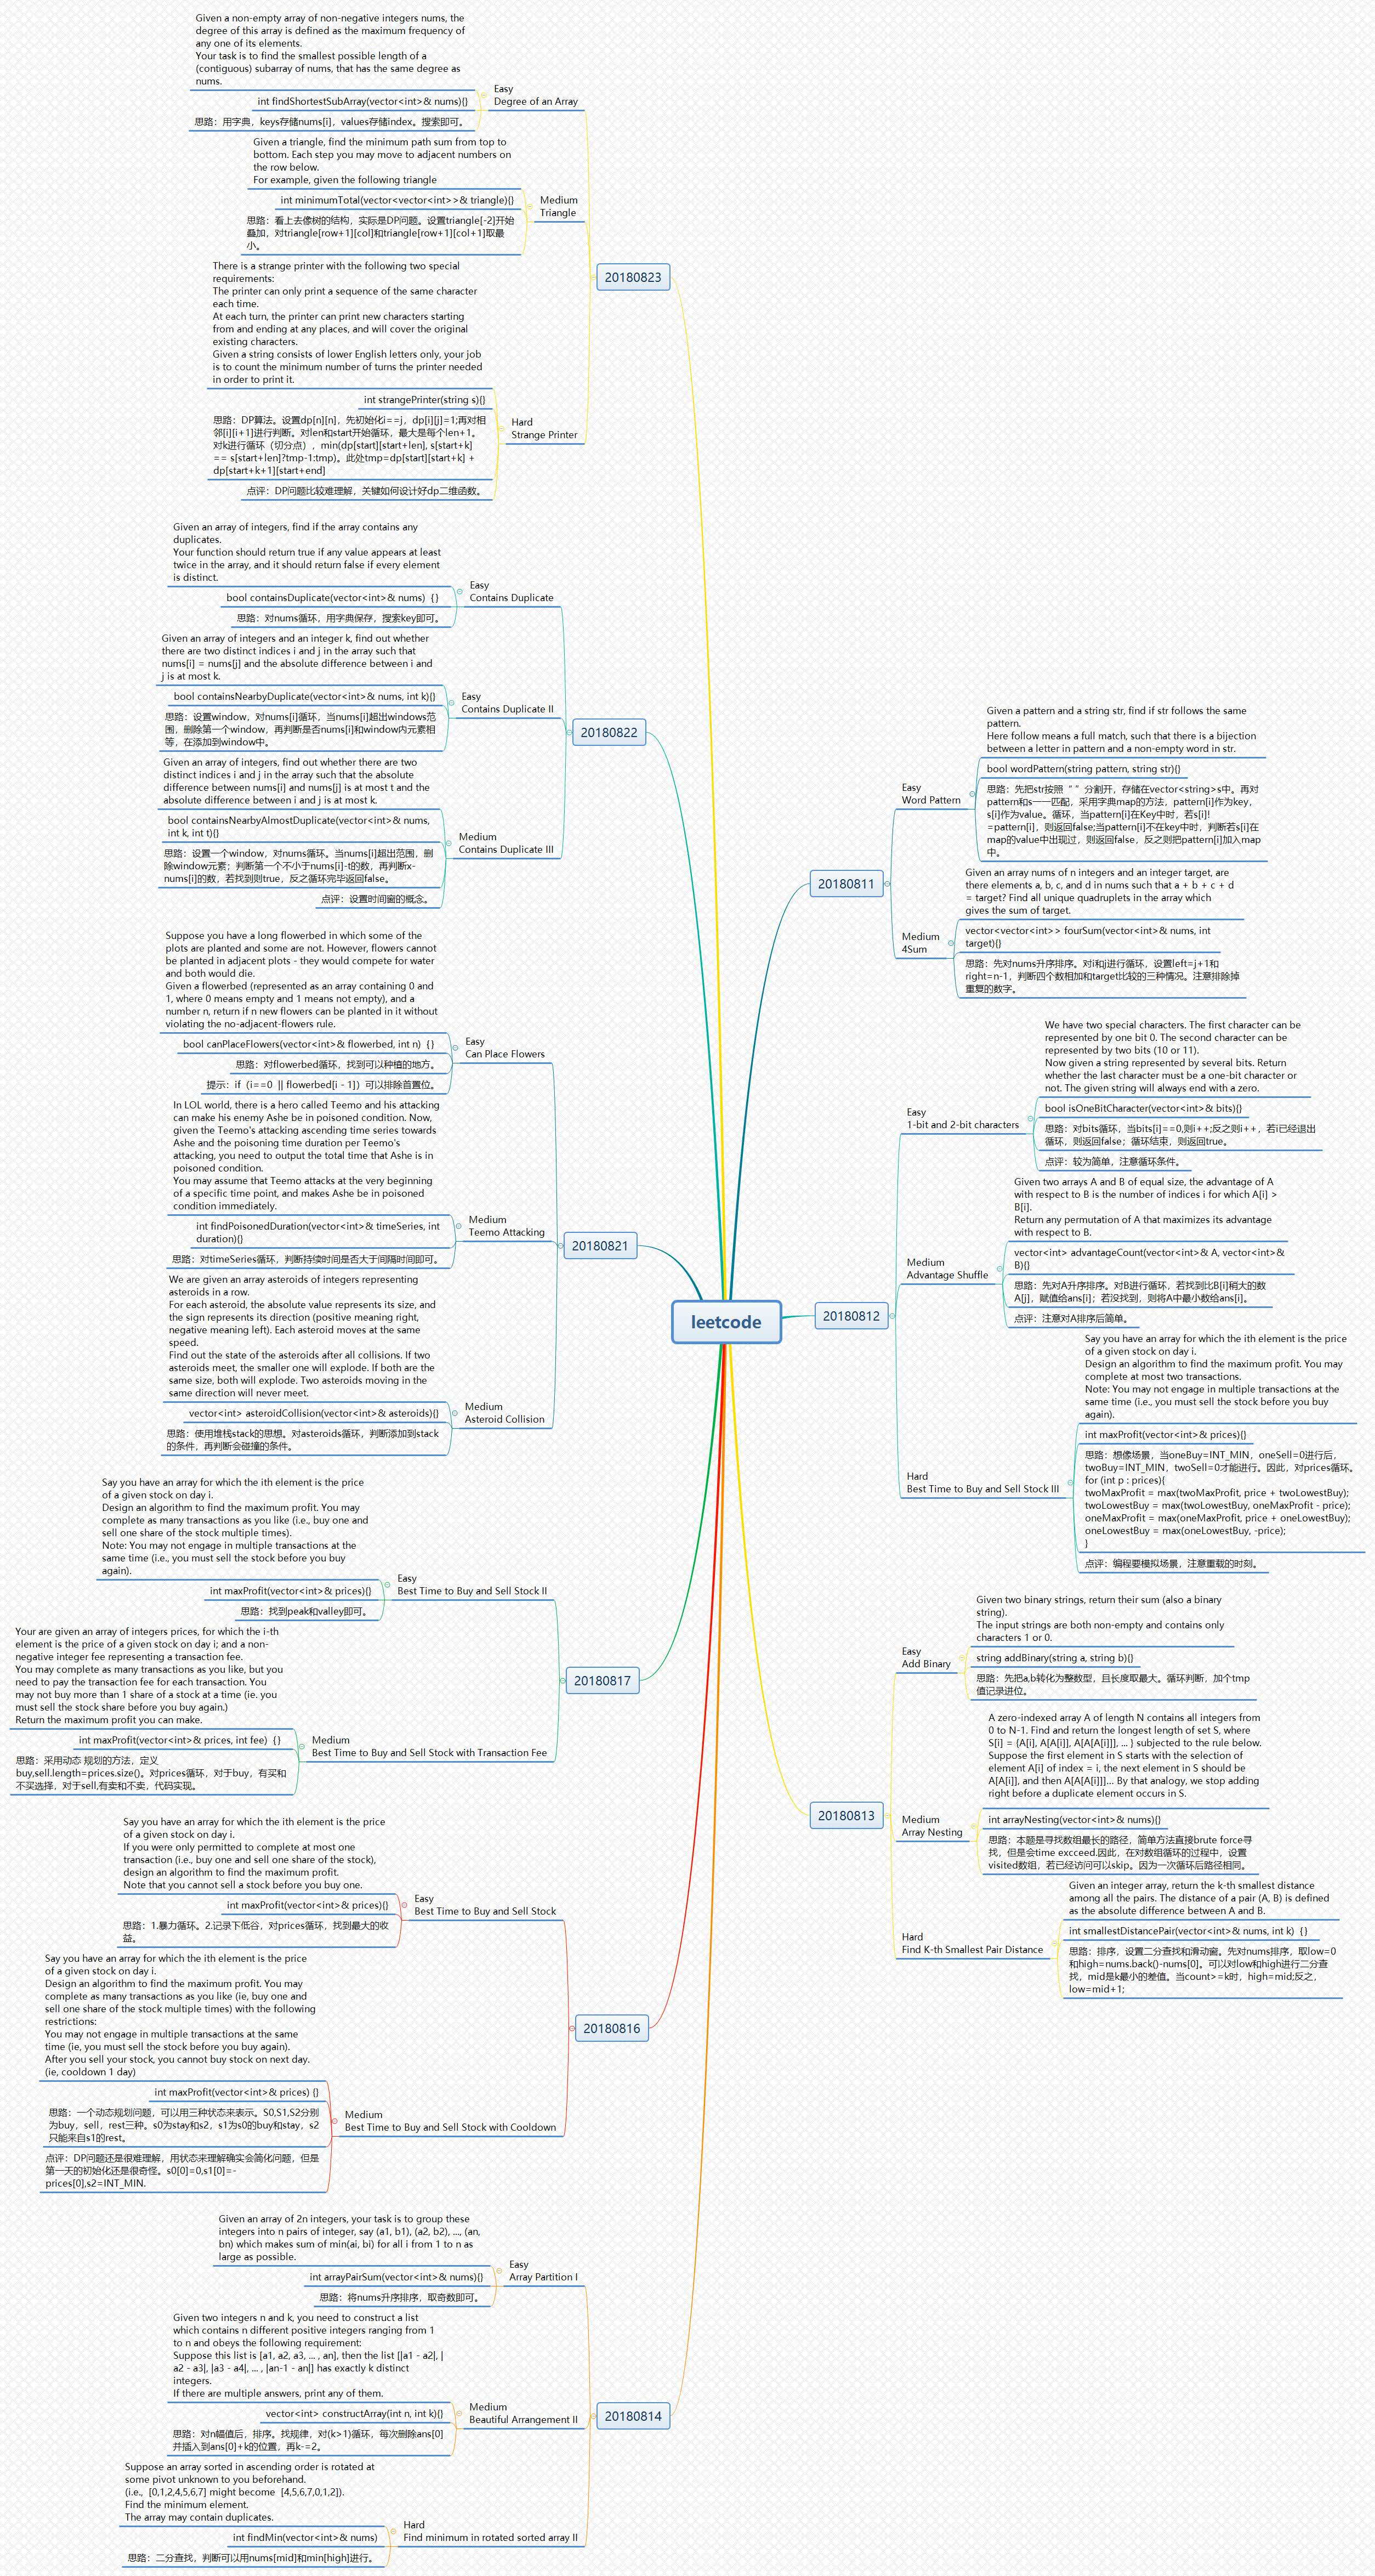 leetcode
20180811
Easy
Word Pattern
Given a pattern and a string str, find if str follows the same
pattern.
Here follow means a full match, such that there is a bijection
between a letter in pattern and a non-empty word in str.
bool wordPattern(string pattern, string str){}
思路：先把str按照“ ”分割开，存储在vector<string>s中。再对
pattern和s一一匹配，采用字典map的方法，pattern[i]作为key，
s[i]作为value。循环，当pattern[i]在Key中时，若s[i]!
=pattern[i]，则返回false;当pattern[i]不在key中时，判断若s[i]在
map的value中出现过，则返回false，反之则把pattern[i]加入map
中。
Medium
4Sum
Given an array nums of n integers and an integer target, are
there elements a, b, c, and d in nums such that a + b + c + d
= target? Find all unique quadruplets in the array which
gives the sum of target.
vector<vector<int>> fourSum(vector<int>& nums, int
target){}
思路：先对nums升序排序。对i和j进行循环，设置left=j+1和
right=n-1，判断四个数相加和target比较的三种情况。注意排除掉
重复的数字。
20180812
Easy
1-bit and 2-bit characters
We have two special characters. The first character can be
represented by one bit 0. The second character can be
represented by two bits (10 or 11).
Now given a string represented by several bits. Return
whether the last character must be a one-bit character or
not. The given string will always end with a zero.
bool isOneBitCharacter(vector<int>& bits){}
思路：对bits循环，当bits[i]==0,则i++;反之则i++，若i已经退出
循环，则返回false；循环结束，则返回true。
点评：较为简单，注意循环条件。
Medium
Advantage Shuffle
Given two arrays A and B of equal size, the advantage of A
with respect to B is the number of indices i for which A[i] >
B[i].
Return any permutation of A that maximizes its advantage
with respect to B.
vector<int> advantageCount(vector<int>& A, vector<int>&
B){}
思路：先对A升序排序。对B进行循环，若找到比B[i]稍大的数
A[j]，赋值给ans[i]；若没找到，则将A中最小数给ans[i]。
点评：注意对A排序后简单。
Hard
Best Time to Buy and Sell Stock III
Say you have an array for which the ith element is the price
of a given stock on day i.
Design an algorithm to find the maximum profit. You may
complete at most two transactions.
Note: You may not engage in multiple transactions at the
same time (i.e., you must sell the stock before you buy
again).
int maxProfit(vector<int>& prices){}
思路：想像场景，当oneBuy=INT_MIN，oneSell=0进行后，
twoBuy=INT_MIN，twoSell=0才能进行。因此，对prices循环。
for (int p : prices){
twoMaxProfit = max(twoMaxProfit, price + twoLowestBuy);
twoLowestBuy = max(twoLowestBuy, oneMaxProfit - price);
oneMaxProfit = max(oneMaxProfit, price + oneLowestBuy);
oneLowestBuy = max(oneLowestBuy, -price);
}
点评：编程要模拟场景，注意重载的时刻。
20180813
Easy
Add Binary
Given two binary strings, return their sum (also a binary
string).
The input strings are both non-empty and contains only
characters 1 or 0.
string addBinary(string a, string b){}
思路：先把a,b转化为整数型，且长度取最大。循环判断，加个tmp
值记录进位。
Medium
Array Nesting
A zero-indexed array A of length N contains all integers from
0 to N-1. Find and return the longest length of set S, where
S[i] = {A[i], A[A[i]], A[A[A[i]]], ... } subjected to the rule below.
Suppose the first element in S starts with the selection of
element A[i] of index = i, the next element in S should be
A[A[i]], and then A[A[A[i]]]... By that analogy, we stop adding
right before a duplicate element occurs in S.
int arrayNesting(vector<int>& nums){}
思路：本题是寻找数组最长的路径，简单方法直接brute force寻
找，但是会time excceed.因此，在对数组循环的过程中，设置
visited数组，若已经访问可以skip。因为一次循环后路径相同。
Hard
Find K-th Smallest Pair Distance
Given an integer array, return the k-th smallest distance
among all the pairs. The distance of a pair (A, B) is defined
as the absolute difference between A and B.
int smallestDistancePair(vector<int>& nums, int k) {}
思路：排序，设置二分查找和滑动窗。先对nums排序，取low=0
和high=nums.back()-nums[0]。可以对low和high进行二分查
找，mid是k最小的差值。当count>=k时，high=mid;反之，
low=mid+1;
20180823
Easy
Degree of an Array
Given a non-empty array of non-negative integers nums, the
degree of this array is defined as the maximum frequency of
any one of its elements.
Your task is to find the smallest possible length of a
(contiguous) subarray of nums, that has the same degree as
nums.
int findShortestSubArray(vector<int>& nums){}
思路：用字典，keys存储nums[i]，values存储index。搜索即可。
Medium
Triangle
Given a triangle, find the minimum path sum from top to
bottom. Each step you may move to adjacent numbers on
the row below.
For example, given the following triangle
int minimumTotal(vector<vector<int>>& triangle){}
思路：看上去像树的结构，实际是DP问题。设置triangle[-2]开始
叠加，对triangle[row+1][col]和triangle[row+1][col+1]取最
小。
Hard
Strange Printer
There is a strange printer with the following two special
requirements:
The printer can only print a sequence of the same character
each time.
At each turn, the printer can print new characters starting
from and ending at any places, and will cover the original
existing characters.
Given a string consists of lower English letters only, your job
is to count the minimum number of turns the printer needed
in order to print it.
int strangePrinter(string s){}
思路：DP算法。设置dp[n][n]，先初始化i==j，dp[i][j]=1;再对相
邻[i][i+1]进行判断。对len和start开始循环，最大是每个len+1。
对k进行循环（切分点），min(dp[start][start+len], s[start+k]
== s[start+len]?tmp-1:tmp)。此处tmp=dp[start][start+k] +
dp[start+k+1][start+end]
点评：DP问题比较难理解，关键如何设计好dp二维函数。
20180822
Easy
Contains Duplicate
Given an array of integers, find if the array contains any
duplicates.
Your function should return true if any value appears at least
twice in the array, and it should return false if every element
is distinct.
bool containsDuplicate(vector<int>& nums) {}
思路：对nums循环，用字典保存，搜索key即可。
Easy
Contains Duplicate II
Given an array of integers and an integer k, find out whether
there are two distinct indices i and j in the array such that
nums[i] = nums[j] and the absolute difference between i and
j is at most k.
bool containsNearbyDuplicate(vector<int>& nums, int k){}
思路：设置window，对nums[i]循环，当nums[i]超出windows范
围，删除第一个window，再判断是否nums[i]和window内元素相
等，在添加到window中。
Medium
Contains Duplicate III
Given an array of integers, find out whether there are two
distinct indices i and j in the array such that the absolute
difference between nums[i] and nums[j] is at most t and the
absolute difference between i and j is at most k.
bool containsNearbyAlmostDuplicate(vector<int>& nums,
int k, int t){}
思路：设置一个window，对nums循环。当nums[i]超出范围，删
除window元素；判断第一个不小于nums[i]-t的数，再判断x-
nums[i]的数，若找到则true，反之循环完毕返回false。
点评：设置时间窗的概念。
20180821
Easy
Can Place Flowers
Suppose you have a long flowerbed in which some of the
plots are planted and some are not. However, flowers cannot
be planted in adjacent plots - they would compete for water
and both would die.
Given a flowerbed (represented as an array containing 0 and
1, where 0 means empty and 1 means not empty), and a
number n, return if n new flowers can be planted in it without
violating the no-adjacent-flowers rule.
bool canPlaceFlowers(vector<int>& flowerbed, int n) {}
思路：对flowerbed循环，找到可以种植的地方。
提示：if（i==0 || flowerbed[i - 1]）可以排除首置位。
Medium
Teemo Attacking
In LOL world, there is a hero called Teemo and his attacking
can make his enemy Ashe be in poisoned condition. Now,
given the Teemo's attacking ascending time series towards
Ashe and the poisoning time duration per Teemo's
attacking, you need to output the total time that Ashe is in
poisoned condition.
You may assume that Teemo attacks at the very beginning
of a specific time point, and makes Ashe be in poisoned
condition immediately.
int findPoisonedDuration(vector<int>& timeSeries, int
duration){}
思路：对timeSeries循环，判断持续时间是否大于间隔时间即可。
Medium
Asteroid Collision
We are given an array asteroids of integers representing
asteroids in a row.
For each asteroid, the absolute value represents its size, and
the sign represents its direction (positive meaning right,
negative meaning left). Each asteroid moves at the same
speed.
Find out the state of the asteroids after all collisions. If two
asteroids meet, the smaller one will explode. If both are the
same size, both will explode. Two asteroids moving in the
same direction will never meet.
vector<int> asteroidCollision(vector<int>& asteroids){}
思路：使用堆栈stack的思想。对asteroids循环，判断添加到stack
的条件，再判断会碰撞的条件。
20180817
Easy
Best Time to Buy and Sell Stock II
Say you have an array for which the ith element is the price
of a given stock on day i.
Design an algorithm to find the maximum profit. You may
complete as many transactions as you like (i.e., buy one and
sell one share of the stock multiple times).
Note: You may not engage in multiple transactions at the
same time (i.e., you must sell the stock before you buy
again).
int maxProfit(vector<int>& prices){}
思路：找到peak和valley即可。
Medium
Best Time to Buy and Sell Stock with Transaction Fee
Your are given an array of integers prices, for which the i-th
element is the price of a given stock on day i; and a non-
negative integer fee representing a transaction fee.
You may complete as many transactions as you like, but you
need to pay the transaction fee for each transaction. You
may not buy more than 1 share of a stock at a time (ie. you
must sell the stock share before you buy again.)
Return the maximum profit you can make.
int maxProfit(vector<int>& prices, int fee) {}
思路：采用动态 规划的方法，定义
buy,sell.length=prices.size()。对prices循环，对于buy，有买和
不买选择，对于sell,有卖和不卖，代码实现。
20180816
Easy
Best Time to Buy and Sell Stock
Say you have an array for which the ith element is the price
of a given stock on day i.
If you were only permitted to complete at most one
transaction (i.e., buy one and sell one share of the stock),
design an algorithm to find the maximum profit.
Note that you cannot sell a stock before you buy one.
int maxProfit(vector<int>& prices){}
思路：1.暴力循环。2.记录下低谷，对prices循环，找到最大的收
益。
Medium
Best Time to Buy and Sell Stock with Cooldown
Say you have an array for which the ith element is the price
of a given stock on day i.
Design an algorithm to find the maximum profit. You may
complete as many transactions as you like (ie, buy one and
sell one share of the stock multiple times) with the following
restrictions:
You may not engage in multiple transactions at the same
time (ie, you must sell the stock before you buy again).
After you sell your stock, you cannot buy stock on next day.
(ie, cooldown 1 day)
int maxProfit(vector<int>& prices) {}
思路：一个动态规划问题，可以用三种状态来表示。S0,S1,S2分别
为buy，sell，rest三种。s0为stay和s2，s1为s0的buy和stay，s2
只能来自s1的rest。
点评：DP问题还是很难理解，用状态来理解确实会简化问题，但是
第一天的初始化还是很奇怪。s0[0]=0,s1[0]=-
prices[0],s2=INT_MIN.
20180814
Easy
Array Partition I
Given an array of 2n integers, your task is to group these
integers into n pairs of integer, say (a1, b1), (a2, b2), ..., (an,
bn) which makes sum of min(ai, bi) for all i from 1 to n as
large as possible.
int arrayPairSum(vector<int>& nums){}
思路：将nums升序排序，取奇数即可。
Medium
Beautiful Arrangement II
Given two integers n and k, you need to construct a list
which contains n different positive integers ranging from 1
to n and obeys the following requirement:
Suppose this list is [a1, a2, a3, ... , an], then the list [|a1 - a2|, |
a2 - a3|, |a3 - a4|, ... , |an-1 - an|] has exactly k distinct
integers.
If there are multiple answers, print any of them.
vector<int> constructArray(int n, int k){}
思路：对n幅值后，排序。找规律，对(k>1)循环，每次删除ans[0]
并插入到ans[0]+k的位置，再k-=2。
Hard
Find minimum in rotated sorted array II
Suppose an array sorted in ascending order is rotated at
some pivot unknown to you beforehand.
(i.e., [0,1,2,4,5,6,7] might become [4,5,6,7,0,1,2]).
Find the minimum element.
The array may contain duplicates.
int findMin(vector<int>& nums)
思路：二分查找，判断可以用nums[mid]和min[high]进行。